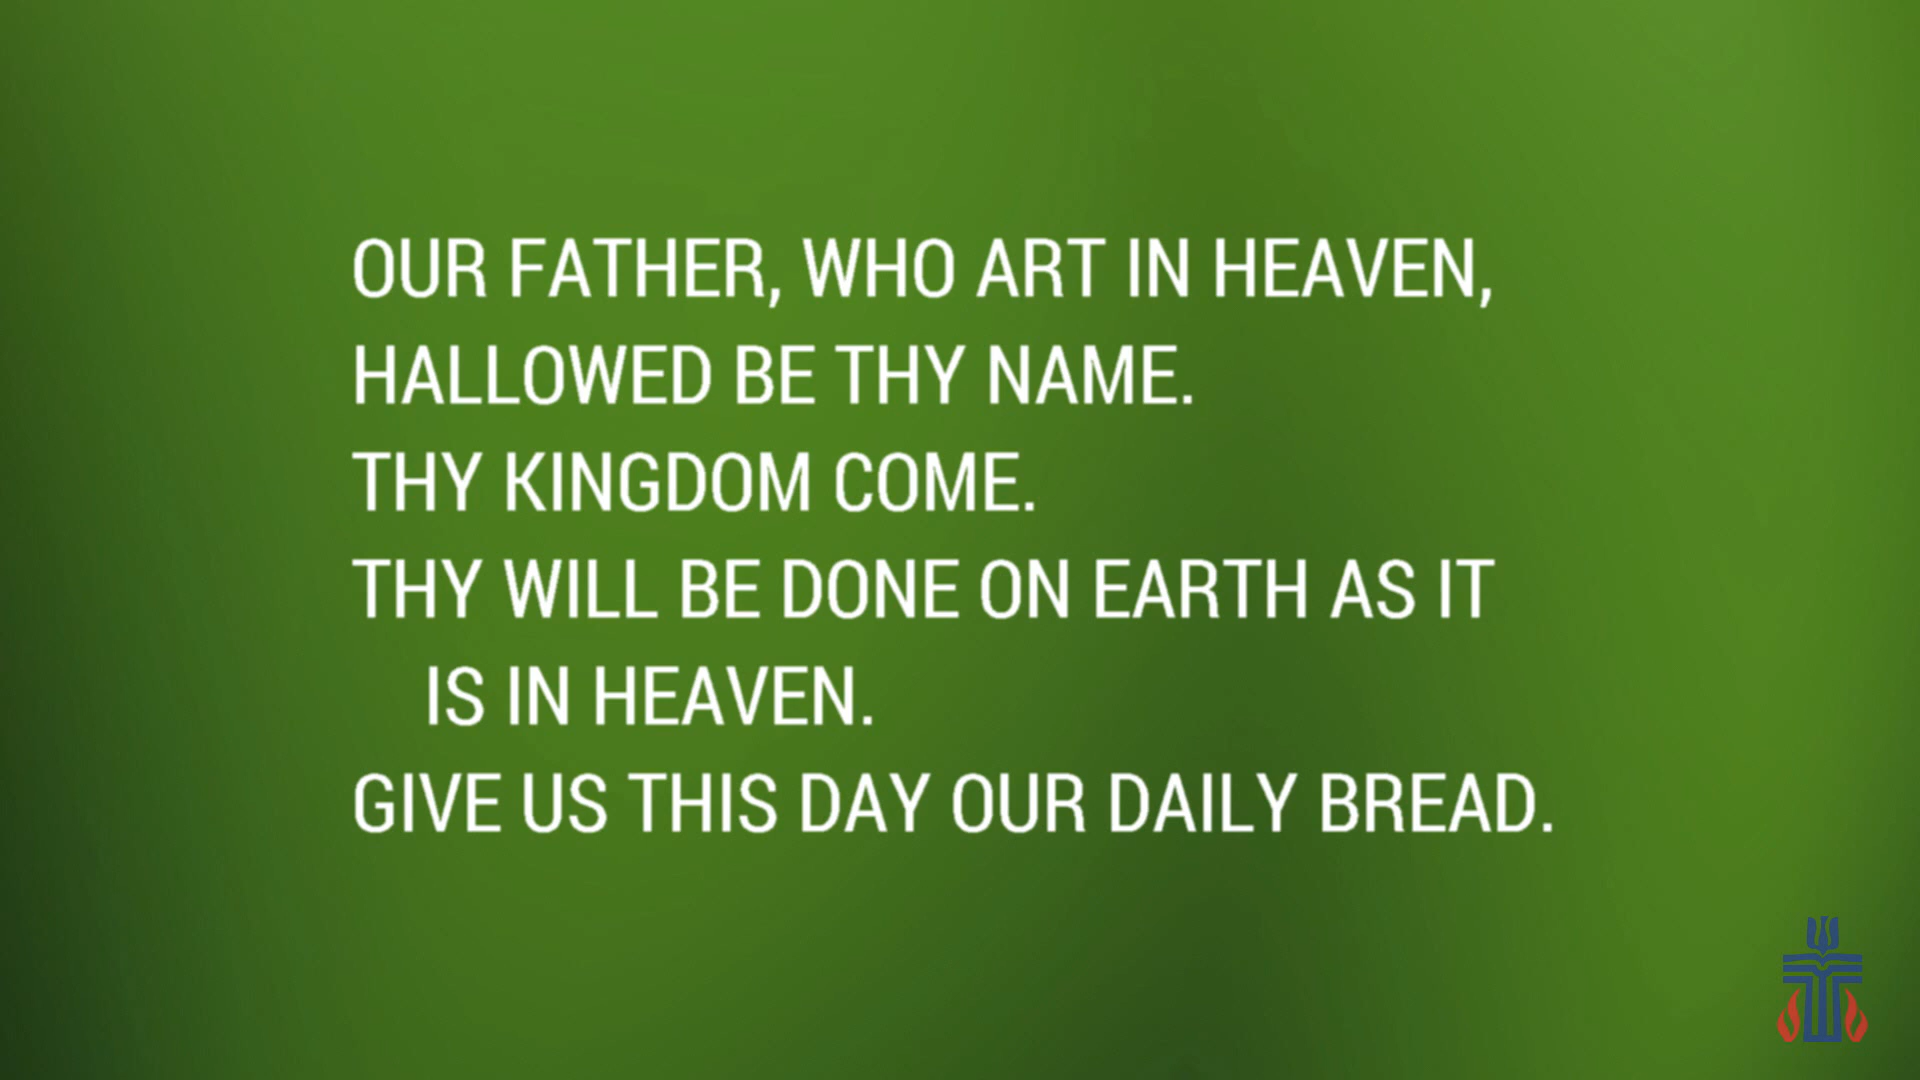 OUR FATHER, WHO ART IN HEAVEN,
HALLOWED BE THY NAME.
THY KINGDOM COME.
THY WILL BE DONE ON EARTH AS IT
IS IN HEAVEN.
GIVE US THIS DAY OUR DAILY BREAD.